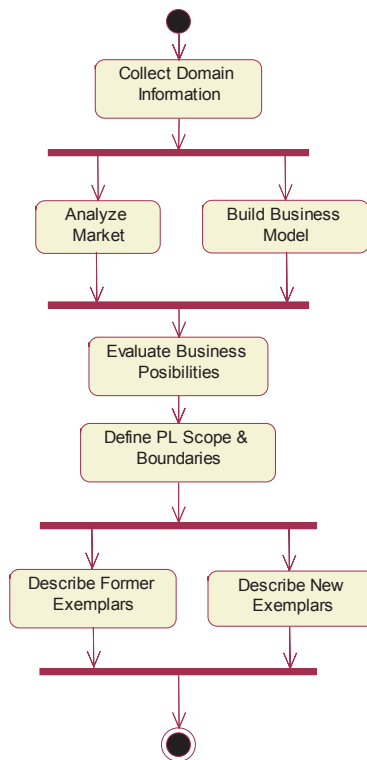 Collect Domain
Information
Analyze
Market
Build Business
Model
Evaluate Business
Posibilities
Define PL Scope &
Boundaries
Describe Former
Exemplars
Describe New
Exemplars